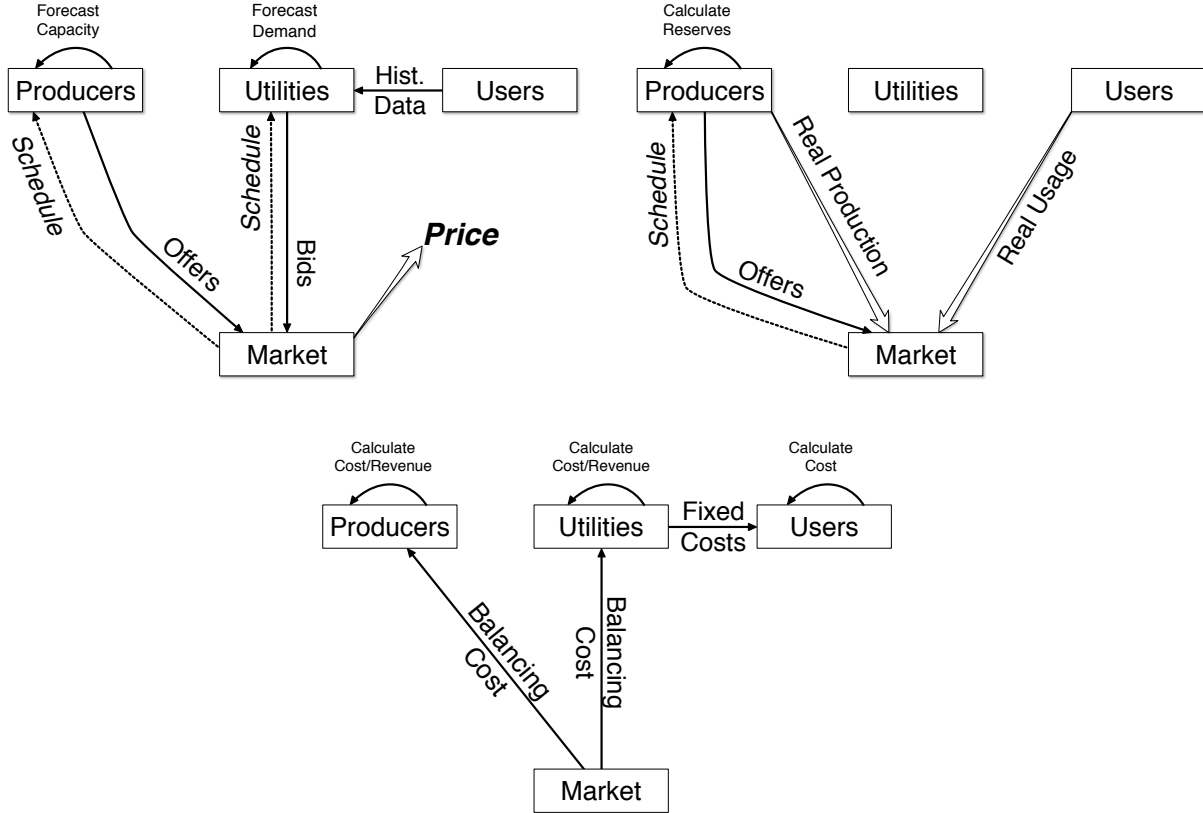 Forecast
Capacity
Producers
Forecast
Demand
Utilities
Hist.
Data
Users
Schedule
Offers
Schedule
Bids
Price
Market
Calculate
Reserves
Producers
Utilities
Users
Schedule
Offers
Real Production
Real Usage
Market
Calculate
Cost/Revenue
Producers
Calculate
Cost/Revenue
Utilities
Fixed
Costs
Calculate
Cost
Users
Balancing
Cost
Balancing
Cost
Market